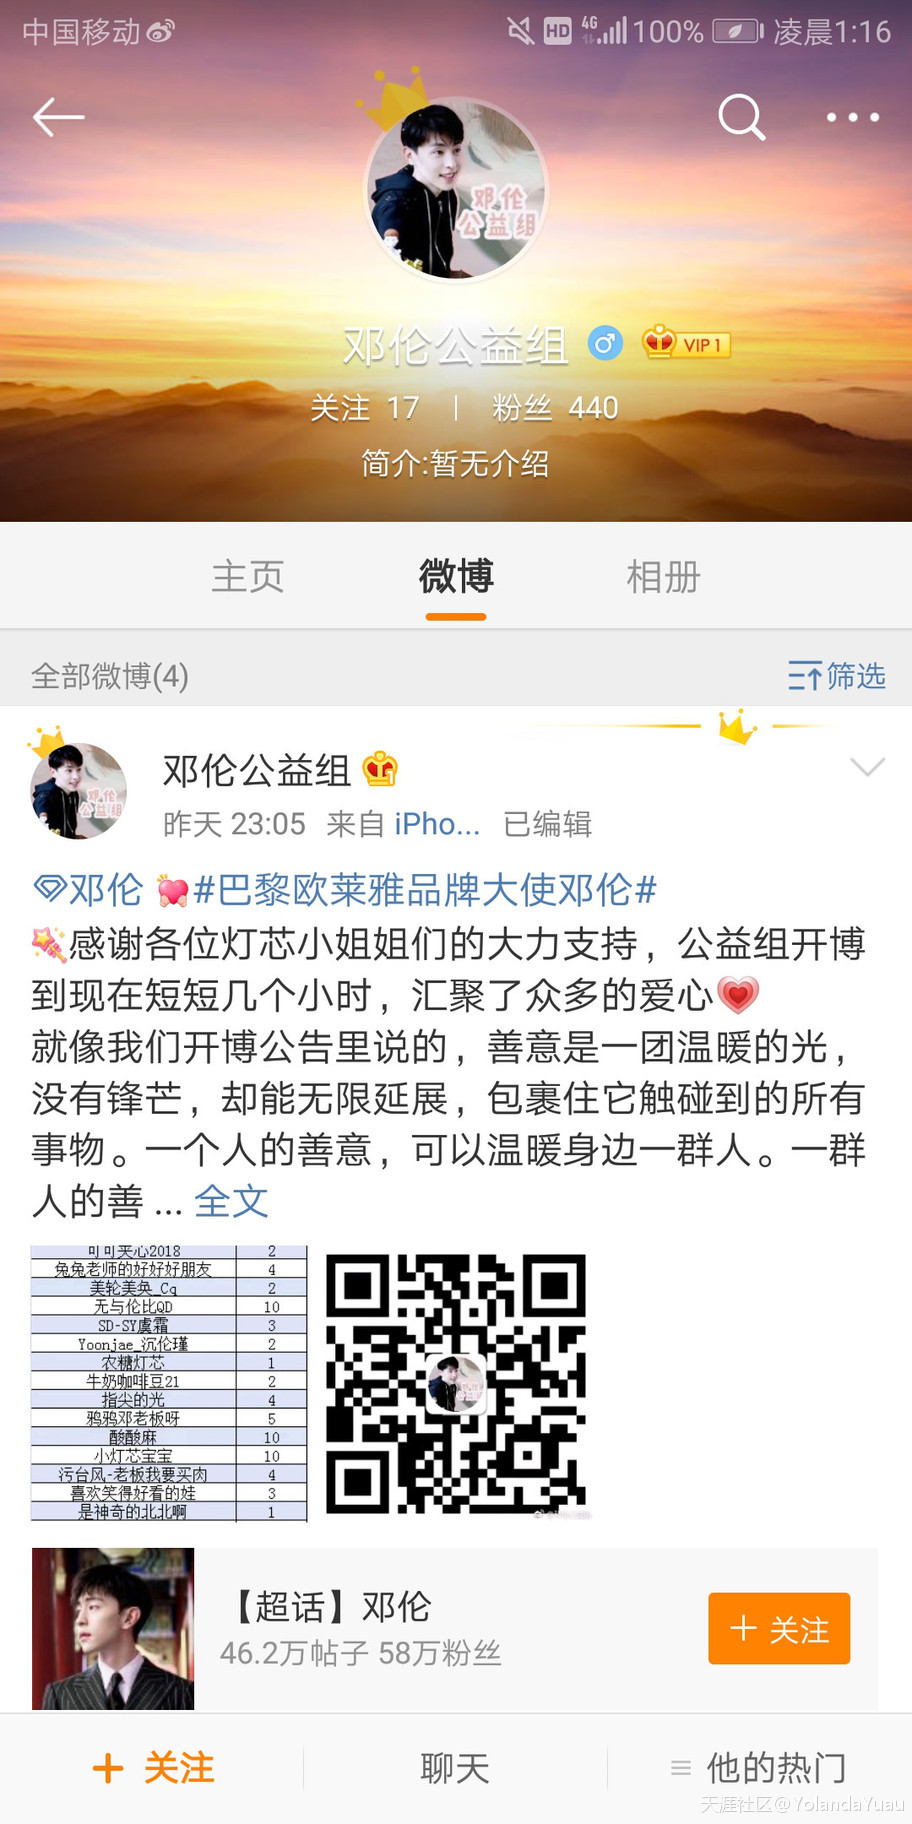 中国移动 HD 4G 100% 凌晨1:16
邓伦
公益组
邓伦公益组 VIP 1
关注 17 | 粉丝 440
简介:暂无介绍
主页 微博 相册
全部微博(4) 筛选
邓伦公益组
昨天 23:05 来自 iPho... 已编辑
邓伦 #巴黎欧莱雅品牌大使邓伦#
感谢各位灯芯小姐姐们的大力支持，公益组开博
到现在短短几个小时，汇聚了众多的爱心
就像我们开博公告里说的，善意是一团温暖的光，
没有锋芒，却能无限延展，包裹住它触碰到的所有
事物。一个人的善意，可以温暖身边一群人。一群
人的善 ... 全文
可可夹心2018 2
兔兔老师的好好好朋友 4
美轮美奂_Cq 2
无与伦比QD 10
SD-SY虞霜 3
Yoonjae_沉伦瑾 2
农糖灯芯 1
牛奶咖啡豆21 2
指尖的光 4
鸦鸦邓老板呀 5
酸酸麻 10
小灯芯宝宝 10
污台风-老板我要买肉 4
喜欢笑得好看的娃 3
是神奇的北北啊 1
【超话】邓伦
46.2万帖子 58万粉丝
+ 关注
+ 关注 聊天 他的热门
天涯社区@YolandaYuau